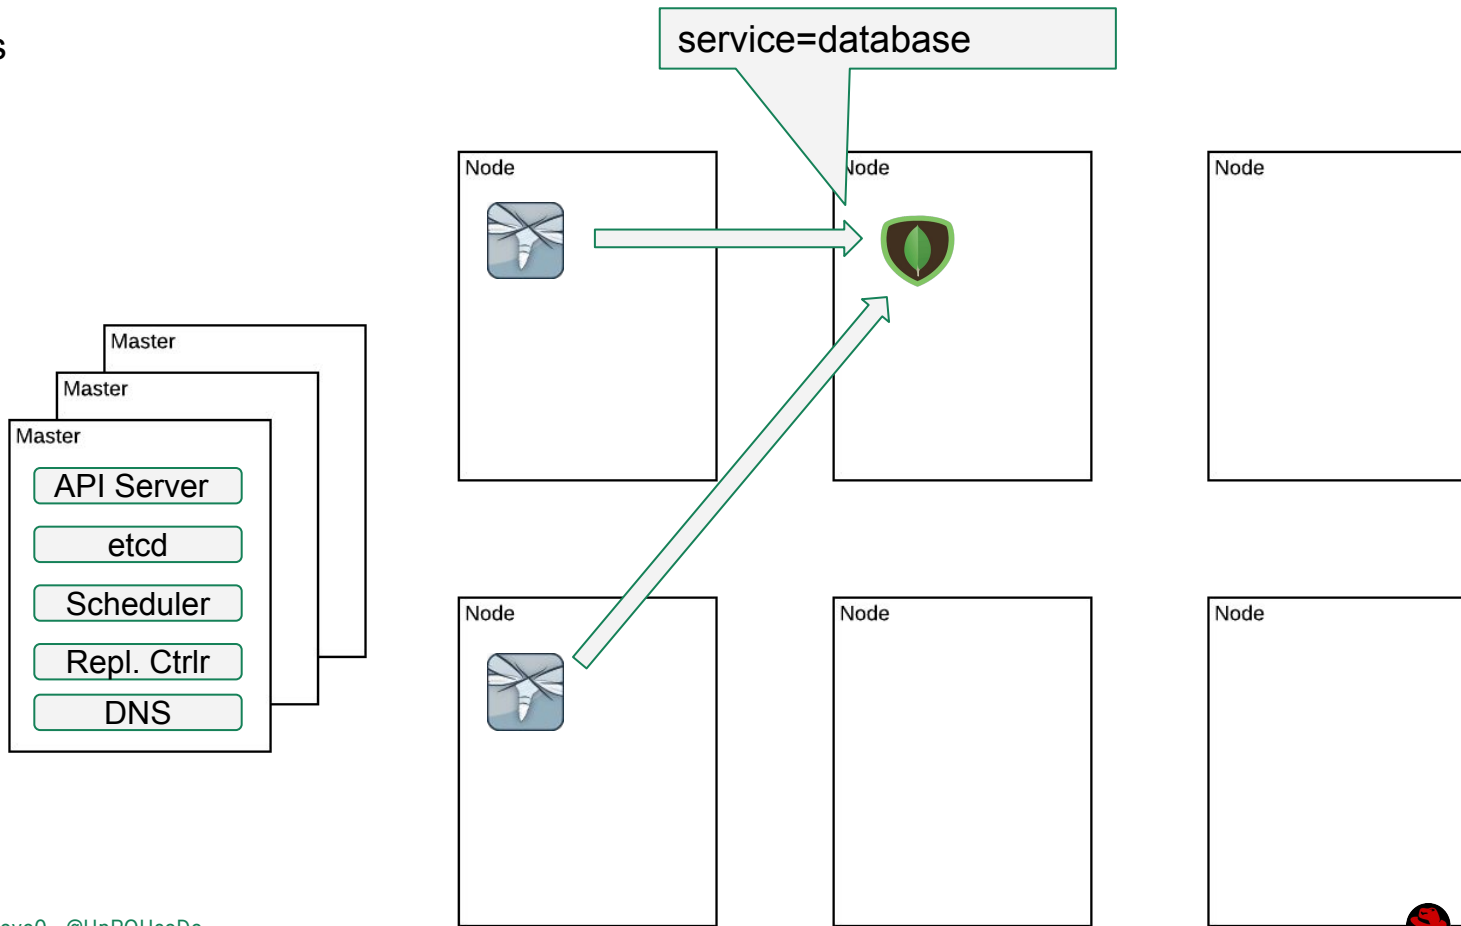 service=database
Node
Node
Node
Master
Master
Master
API Server
etcd
Scheduler
Repl. Ctrlr
DNS
Node
Node
Node